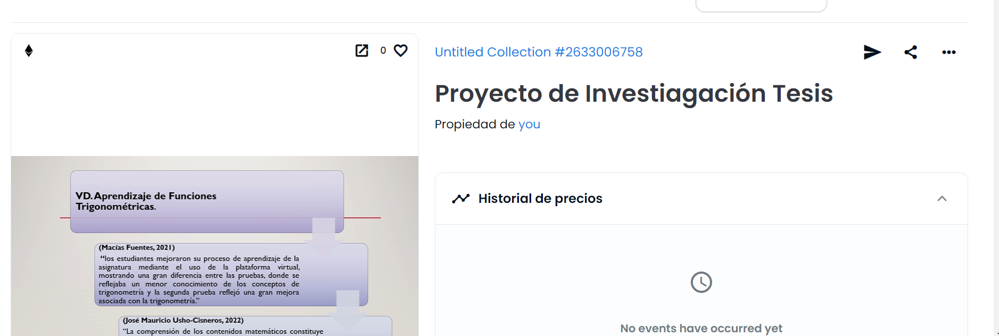 0
Untitled Collection #2633006758
Proyecto de Investiagación Tesis
Propiedad de you
Historial de precios
No events have occurred yet
VD. Aprendizaje de Funciones
Trigonométricas.
(Macías Fuentes, 2021)
“los estudiantes mejoraron su proceso de aprendizaje de la
asignatura mediante el uso de la plataforma virtual,
mostrando una gran diferencia entre las pruebas, donde se
reflejaba un menor conocimiento de los conceptos de
trigonometría y la segunda prueba reflejó una gran mejora
asociada con la trigonometría.”
(José Mauricio Usho-Cisneros, 2022)
“La comprensión de los contenidos matemáticos constituye